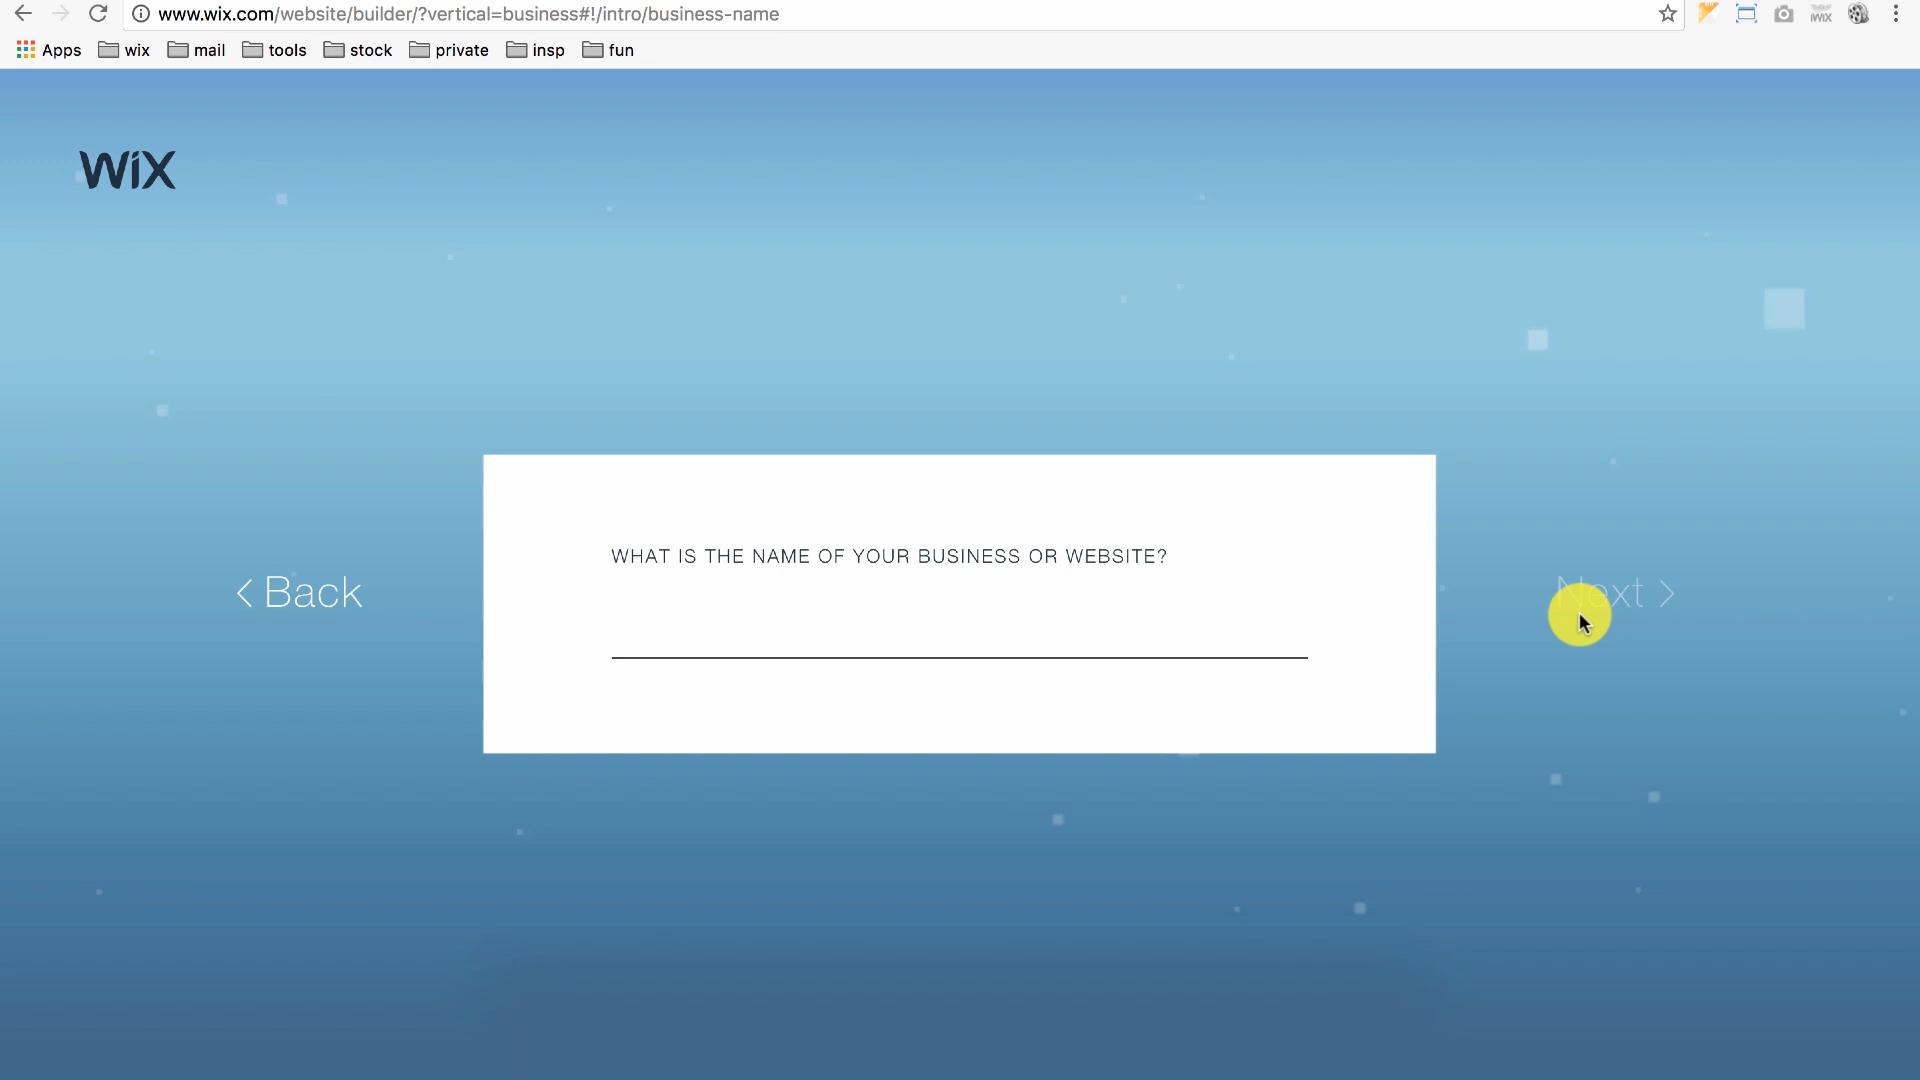 www.wix.com/website/builder/?vertical=business#!/intro/business-name
WiX
Apps wix mail tools stock private insp fun
WiX
WHAT IS THE NAME OF YOUR BUSINESS OR WEBSITE?
< Back
Next >